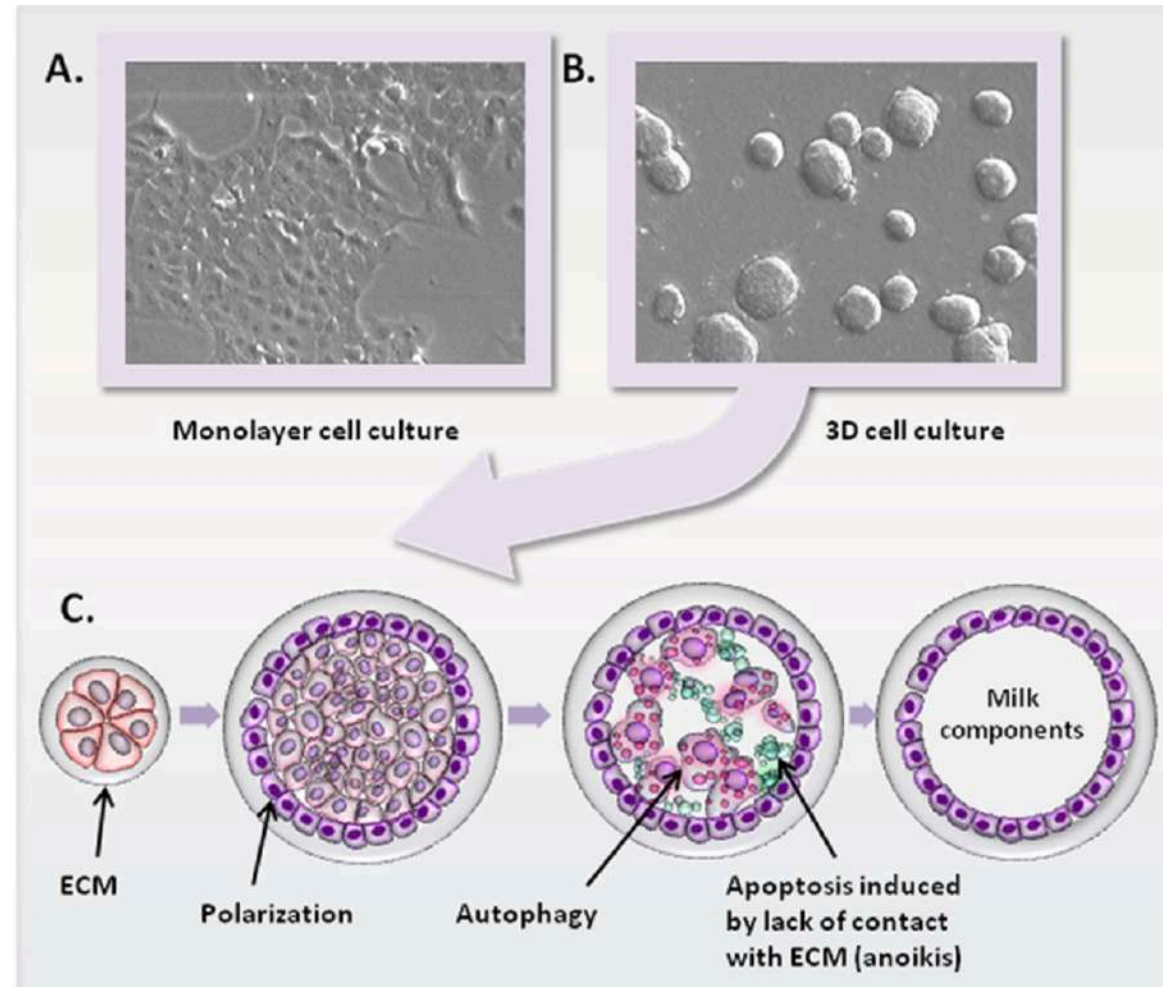 A.
B.
Monolayer cell culture
3D cell culture
C.
Milk
components
ECM
Polarization
Autophagy
Apoptosis induced
by lack of contact
with ECM (anoikis)